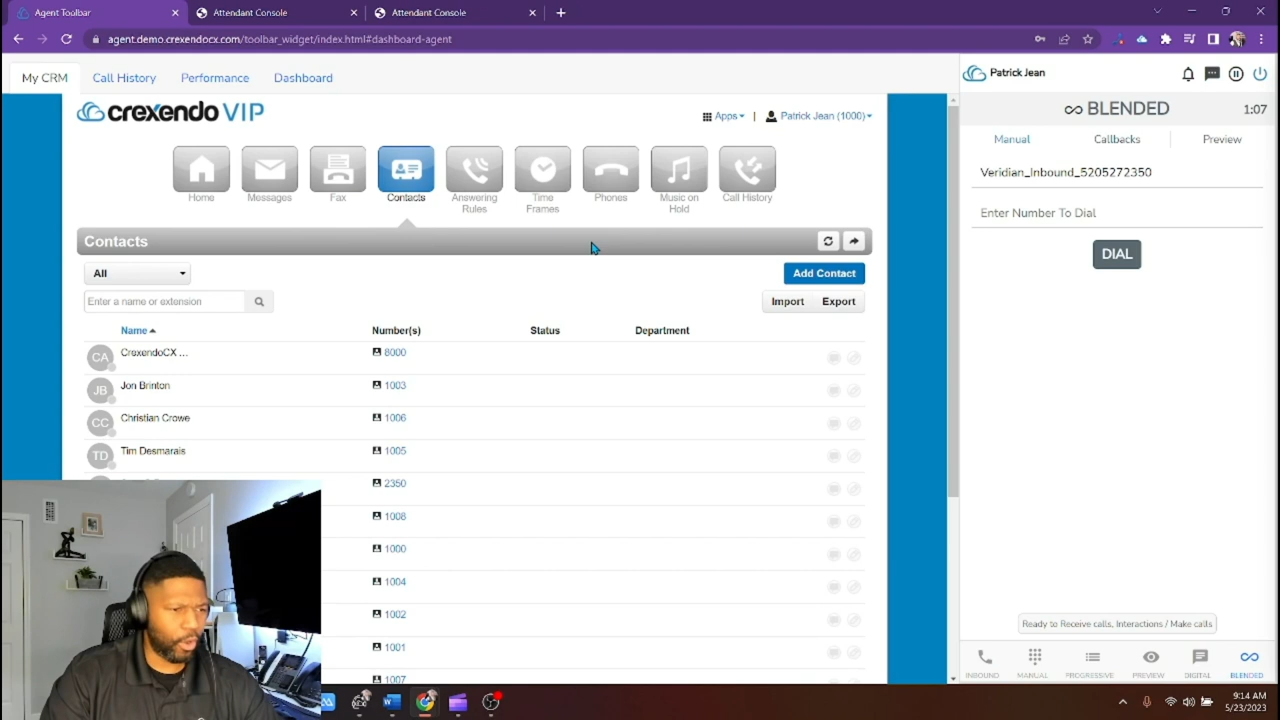 Agent Toolbar
Attendant Console
Attendant Console
agent.demo.crexendocx.com/toolbar_widget/index.html#dashboard-agent
My CRM
Call History
Performance
Dashboard
crexendo VIP
Apps
|
Patrick Jean (1000)
Home
Messages
Fax
Contacts
Answering
Rules
Time
Frames
Phones
Music on
Hold
Call History
Contacts
All
Add Contact
Enter a name or extension
Import
Export
Name
Number(s)
Status
Department
CA
CrexendoCX ...
8000
JB
Jon Brinton
1003
CC
Christian Crowe
1006
TD
Tim Desmarais
1005
2350
1008
1000
1004
1002
1001
1007
Patrick Jean
BLENDED
1:07
Manual
Callbacks
Preview
Veridian_Inbound_5205272350
Enter Number To Dial
DIAL
Ready to Receive calls, Interactions / Make calls
INBOUND
MANUAL
PROGRESSIVE
PREVIEW
DIGITAL
BLENDED
9:14 AM
5/23/2023